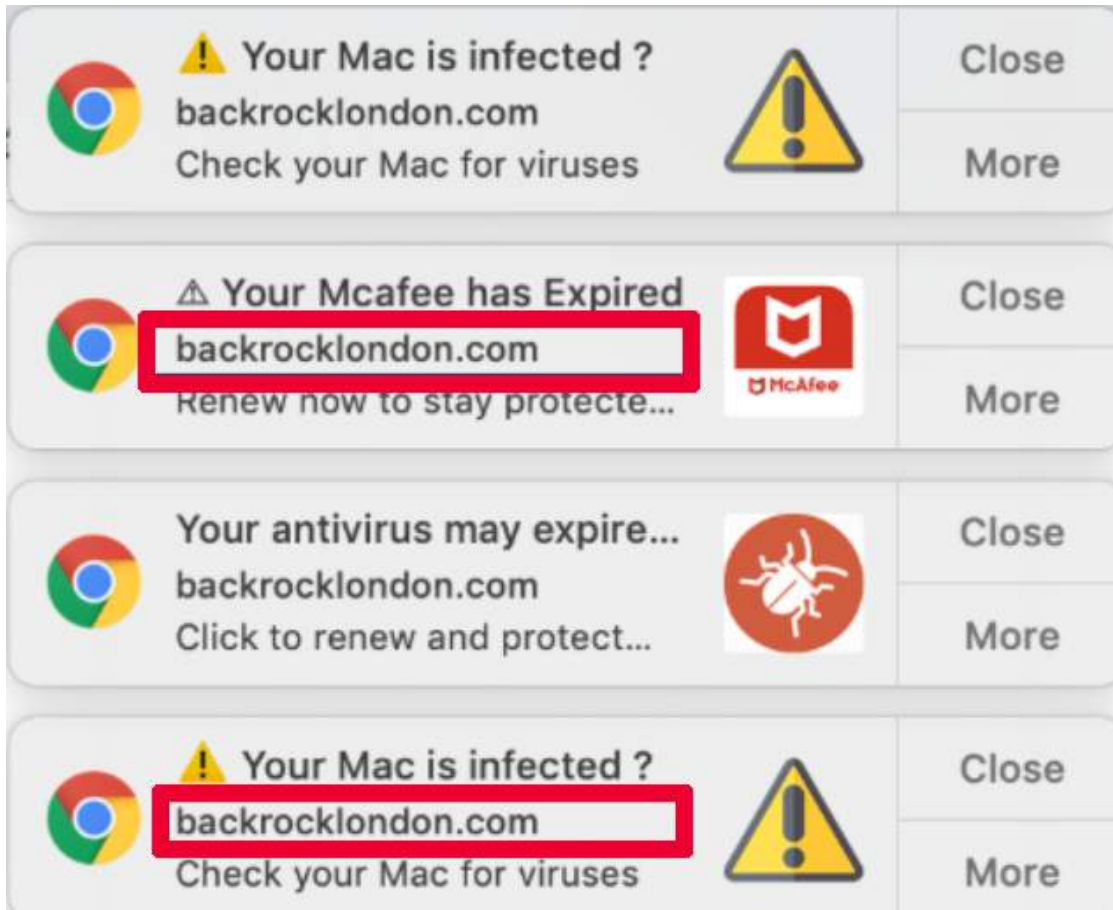 ⚠ Your Mac is infected ?
backrocklondon.com
Check your Mac for viruses
Close
More
⚠ Your Mcafee has Expired
backrocklondon.com
Renew now to stay protecte...
McAfee
Close
More
Your antivirus may expire...
backrocklondon.com
Click to renew and protect...
Close
More
⚠ Your Mac is infected ?
backrocklondon.com
Check your Mac for viruses
Close
More